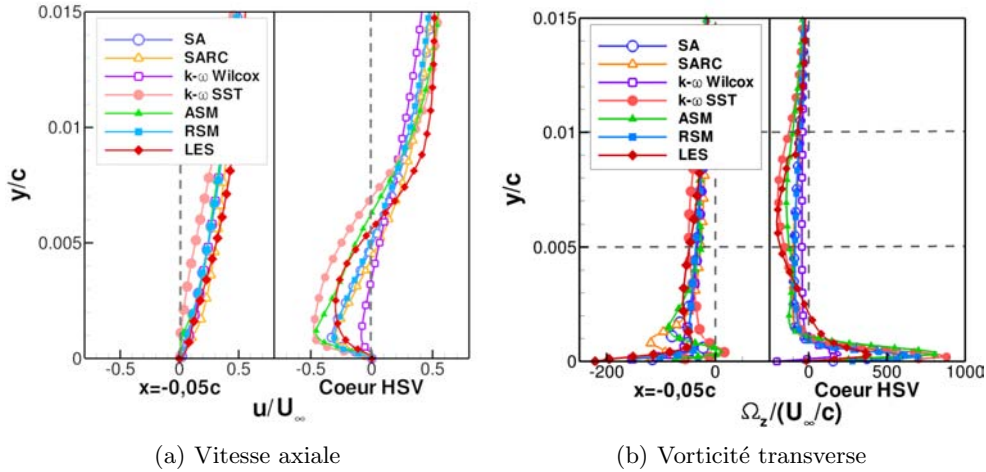 0.015
0.01
0.005
0
y/c
SA
SARC
k-ω Wilcox
k-ω SST
ASM
RSM
LES
-0.5 0 0.5 -0.5 0 0.5
x=-0,05c Coeur HSV
u/U∞
(a) Vitesse axiale
0.015
0.01
0.005
0
y/c
SA
SARC
k-ω Wilcox
k-ω SST
ASM
RSM
LES
-200 0 0 500 1000
x=-0,05c Coeur HSV
Ωz/(U∞/c)
(b) Vorticité transverse